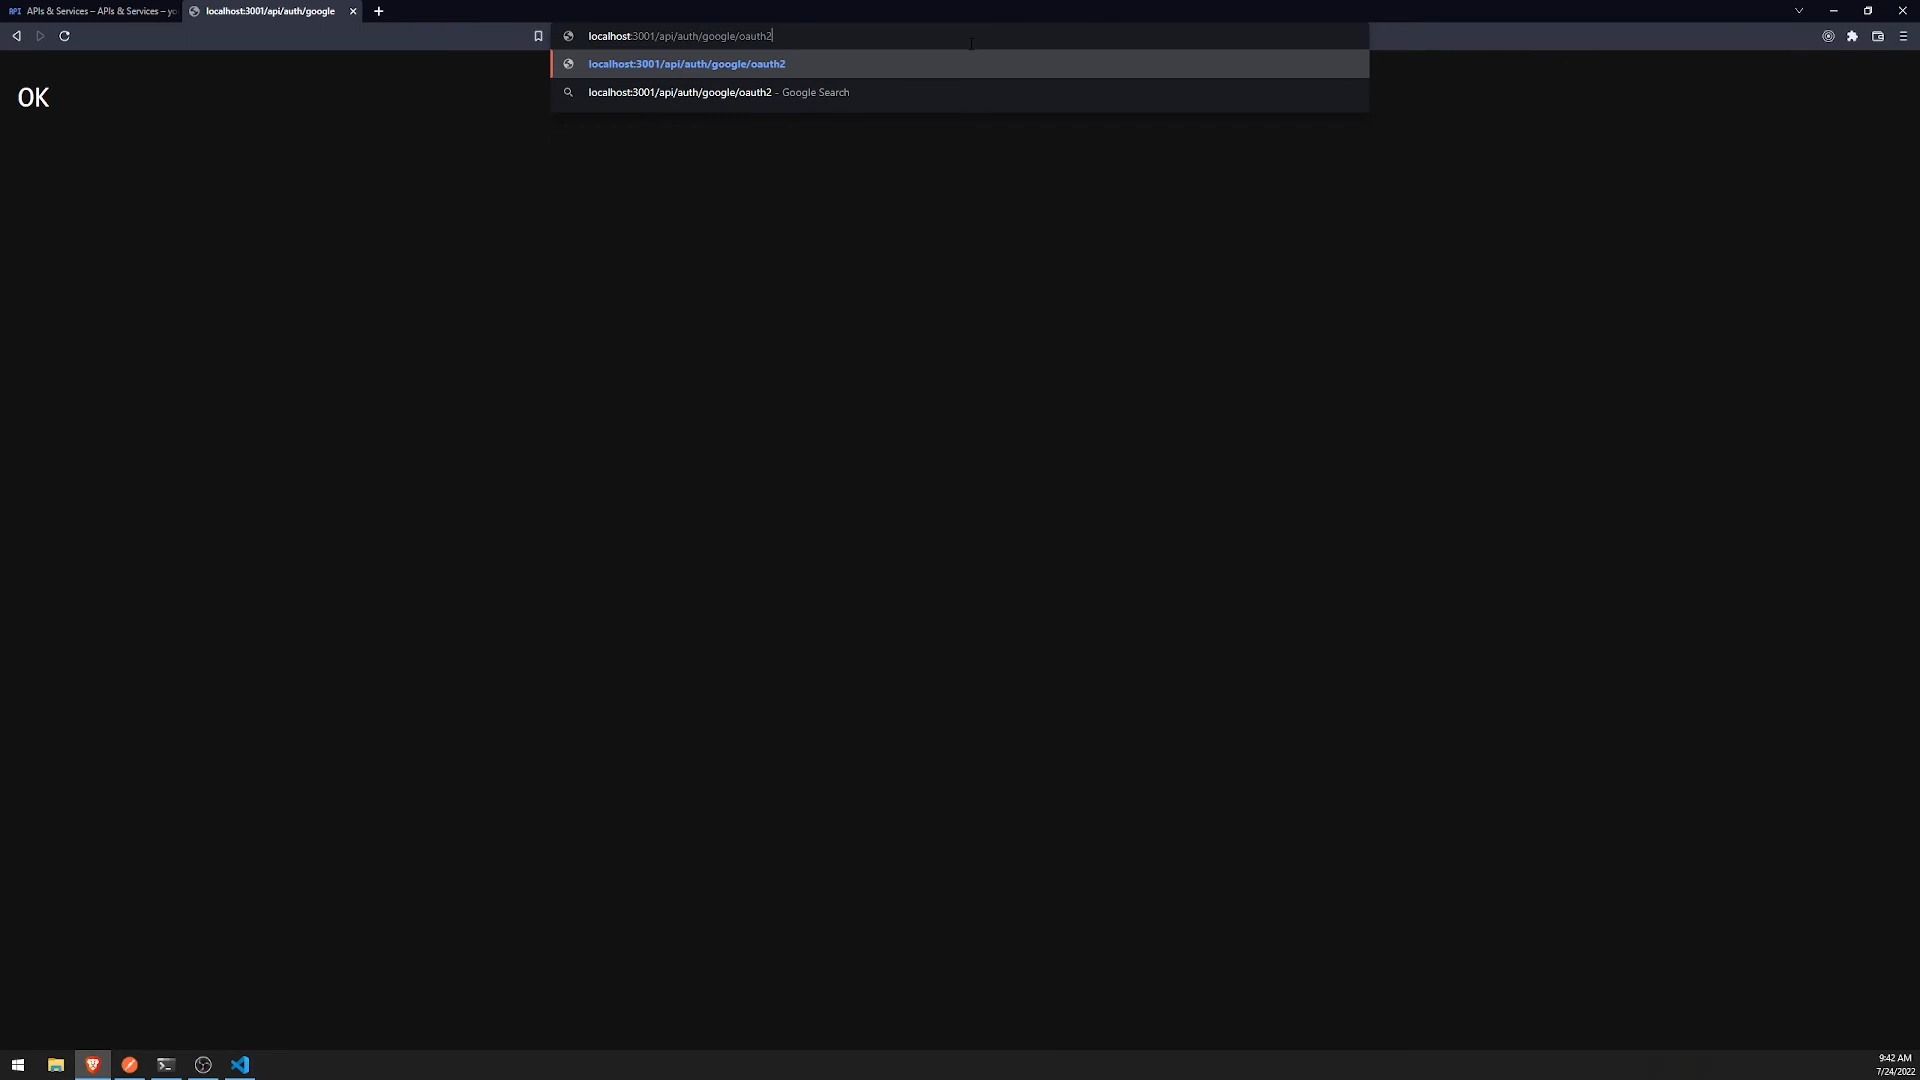 API APIs & Services – APIs & Services – yo
localhost:3001/api/auth/google
localhost:3001/api/auth/google/oauth2
localhost:3001/api/auth/google/oauth2
localhost:3001/api/auth/google/oauth2 - Google Search
OK
9:42 AM
7/24/2022